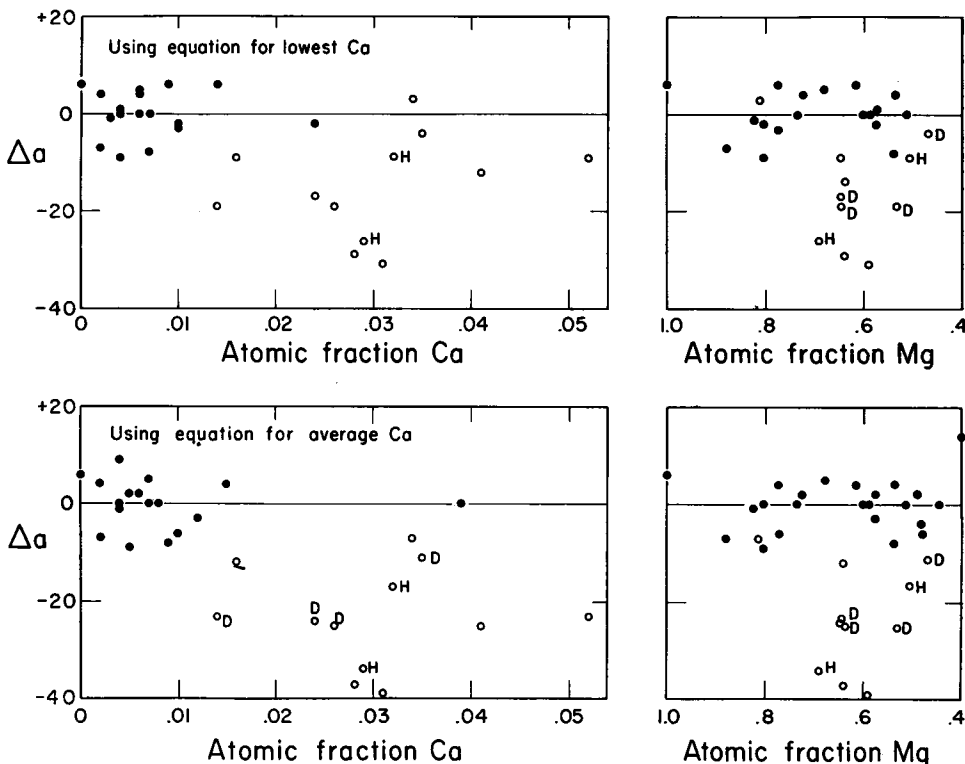 +20
Using equation for lowest Ca
0
Δa
-20
-40
H
H
0 .01 .02 .03 .04 .05
Atomic fraction Ca
D
H
D
D
D
H
1.0 .8 .6 .4
Atomic fraction Mg
+20
Using equation for average Ca
0
Δa
-20
-40
D
D
D
D
H
H
0 .01 .02 .03 .04 .05
Atomic fraction Ca
D
H
D
D
D
H
1.0 .8 .6 .4
Atomic fraction Mg